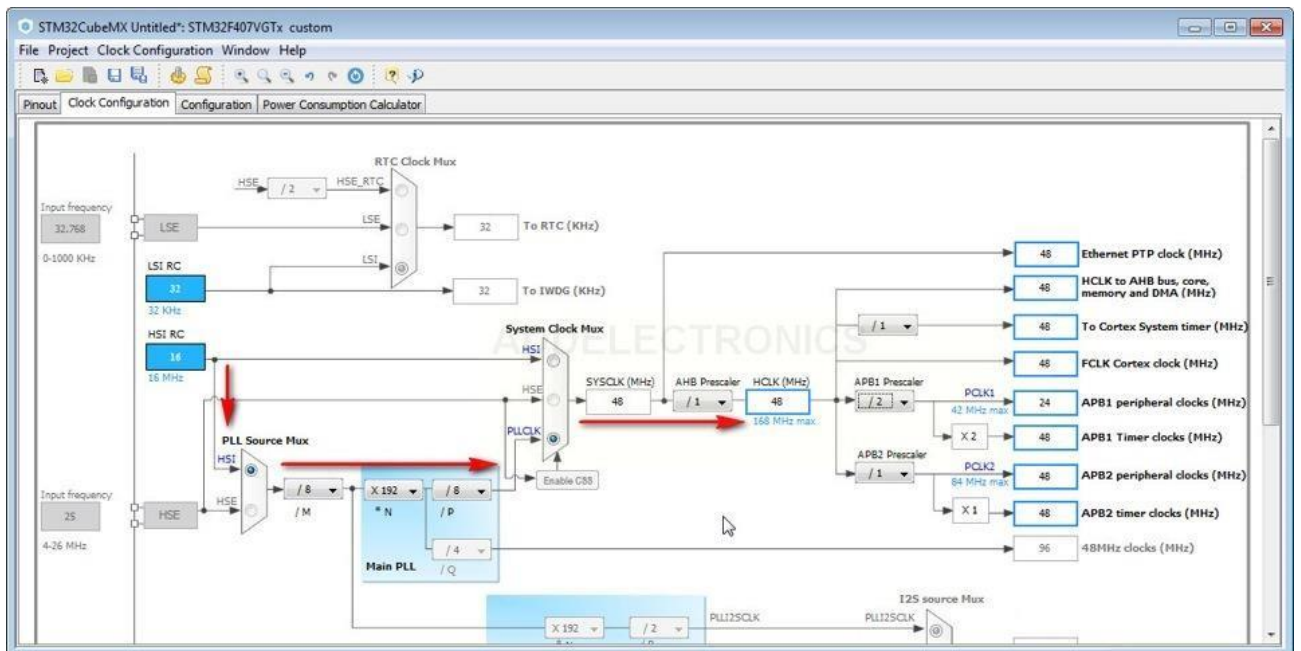 STM32CubeMX Untitled*: STM32F407VGTx custom
File Project Clock Configuration Window Help
Pinout Clock Configuration Configuration Power Consumption Calculator
RTC Clock Mux
HSE / 2 HSE_RTC
Input frequency
32.768
0-1000 KHz
LSE
LSE
32 To RTC (KHz)
LSI RC
32
32 KHz
LSI
32 To IWDG (KHz)
HSI RC
16
16 MHz
System Clock Mux
HSI
HSE
PLLCLK
Enable CSS
SYSCLK (MHz)
48
AHB Prescaler
/ 1
HCLK (MHz)
48
168 MHz max
48 Ethernet PTP clock (MHz)
48 HCLK to AHB bus, core,
memory and DMA (MHz)
/ 1 48 To Cortex System timer (MHz)
48 FCLK Cortex clock (MHz)
APB1 Prescaler
/ 2
PCLK1
42 MHz max
24 APB1 peripheral clocks (MHz)
X 2 48 APB1 Timer clocks (MHz)
APB2 Prescaler
/ 1
PCLK2
84 MHz max
48 APB2 peripheral clocks (MHz)
X 1 48 APB2 timer clocks (MHz)
PLL Source Mux
HSI
HSE
Input frequency
25
4-26 MHz
HSE
/ 8
/ M
X 192
* N
/ 8
/ P
/ 4
/ Q
Main PLL
96 48MHz clocks (MHz)
X 192 / 2 PLLI2SCLK
I2S source Mux
PLLI2SCLK